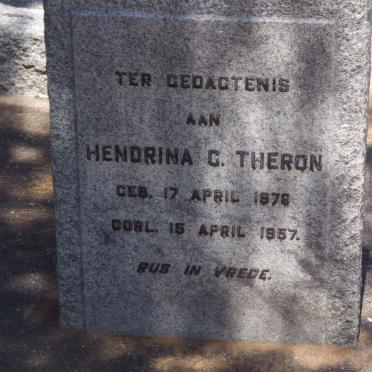 TER GEDACTENIS
AAN
HENDRINA C. THERON
GEB. 17 APRIL 1876
OORL. 15 APRIL 1957.
RUS IN VREDE.